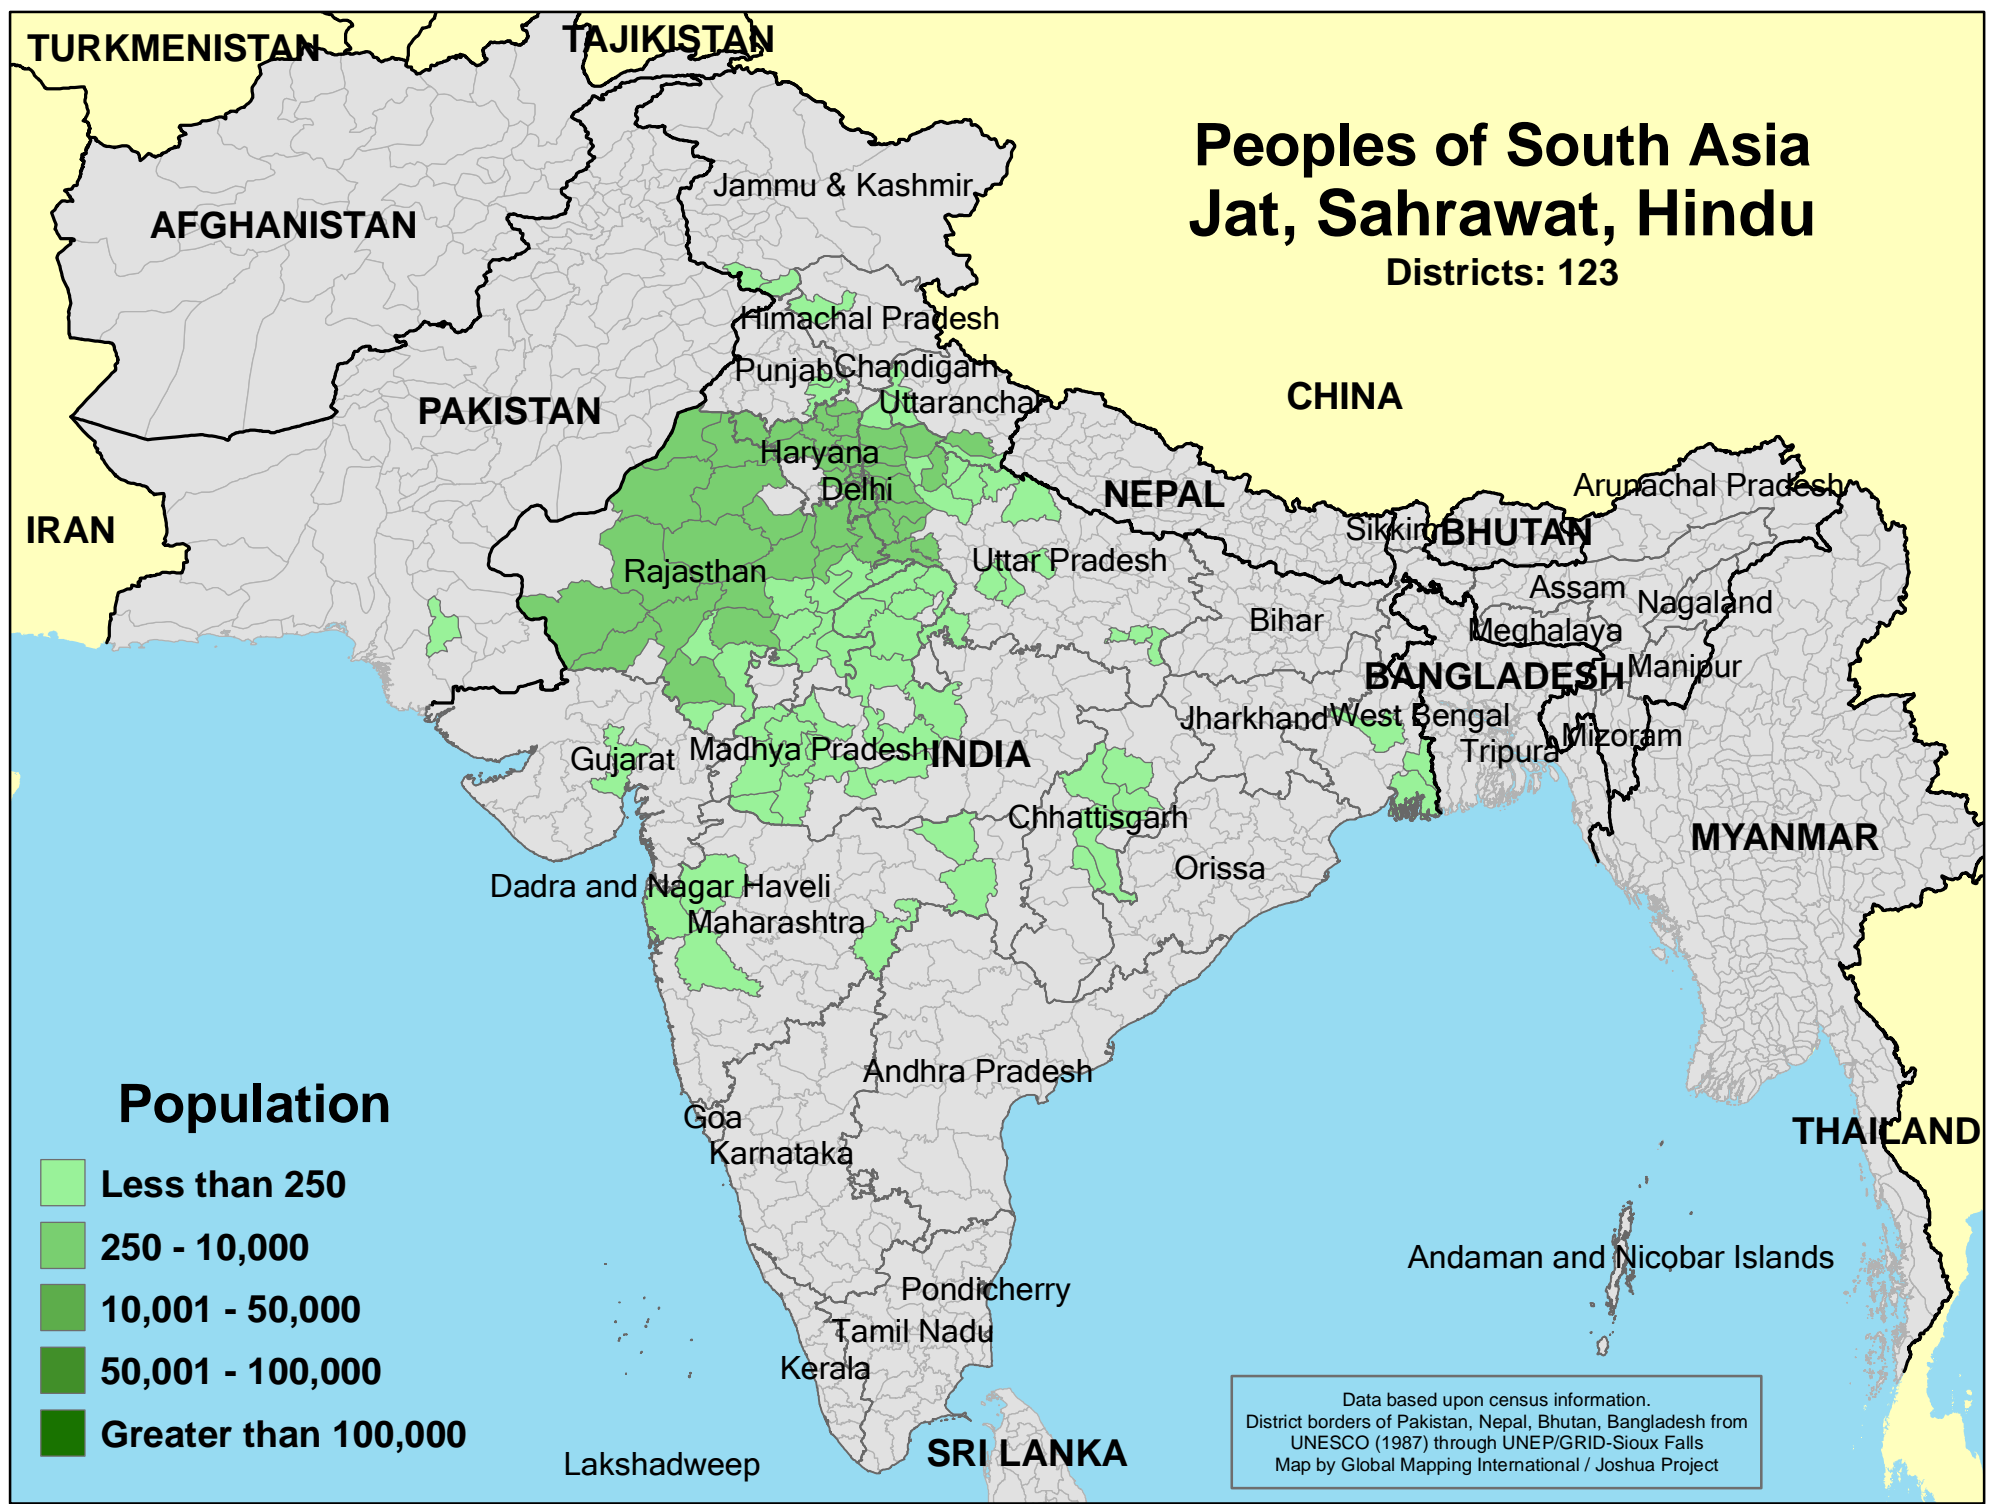 TURKMENISTAN
TAJIKISTAN
Peoples of South Asia
Jat, Sahrawat, Hindu
Districts: 123
Jammu & Kashmir
AFGHANISTAN
Himachal Pradesh
Punjab
Chandigarh
Uttaranchal
CHINA
PAKISTAN
Haryana
Delhi
NEPAL
Arunachal Pradesh
IRAN
Sikkim
BHUTAN
Rajasthan
Uttar Pradesh
Assam
Nagaland
Bihar
Meghalaya
BANGLADESH
Manipur
Jharkhand
West Bengal
Gujarat
Madhya Pradesh
INDIA
Tripura
Mizoram
Chhattisgarh
MYANMAR
Orissa
Dadra and Nagar Haveli
Maharashtra
Andhra Pradesh
Population
Goa
Karnataka
THAILAND
Less than 250
250 - 10,000
10,001 - 50,000
50,001 - 100,000
Greater than 100,000
Andaman and Nicobar Islands
Pondicherry
Tamil Nadu
Kerala
Lakshadweep
SRI LANKA
Data based upon census information.
District borders of Pakistan, Nepal, Bhutan, Bangladesh from
UNESCO (1987) through UNEP/GRID-Sioux Falls
Map by Global Mapping International / Joshua Project